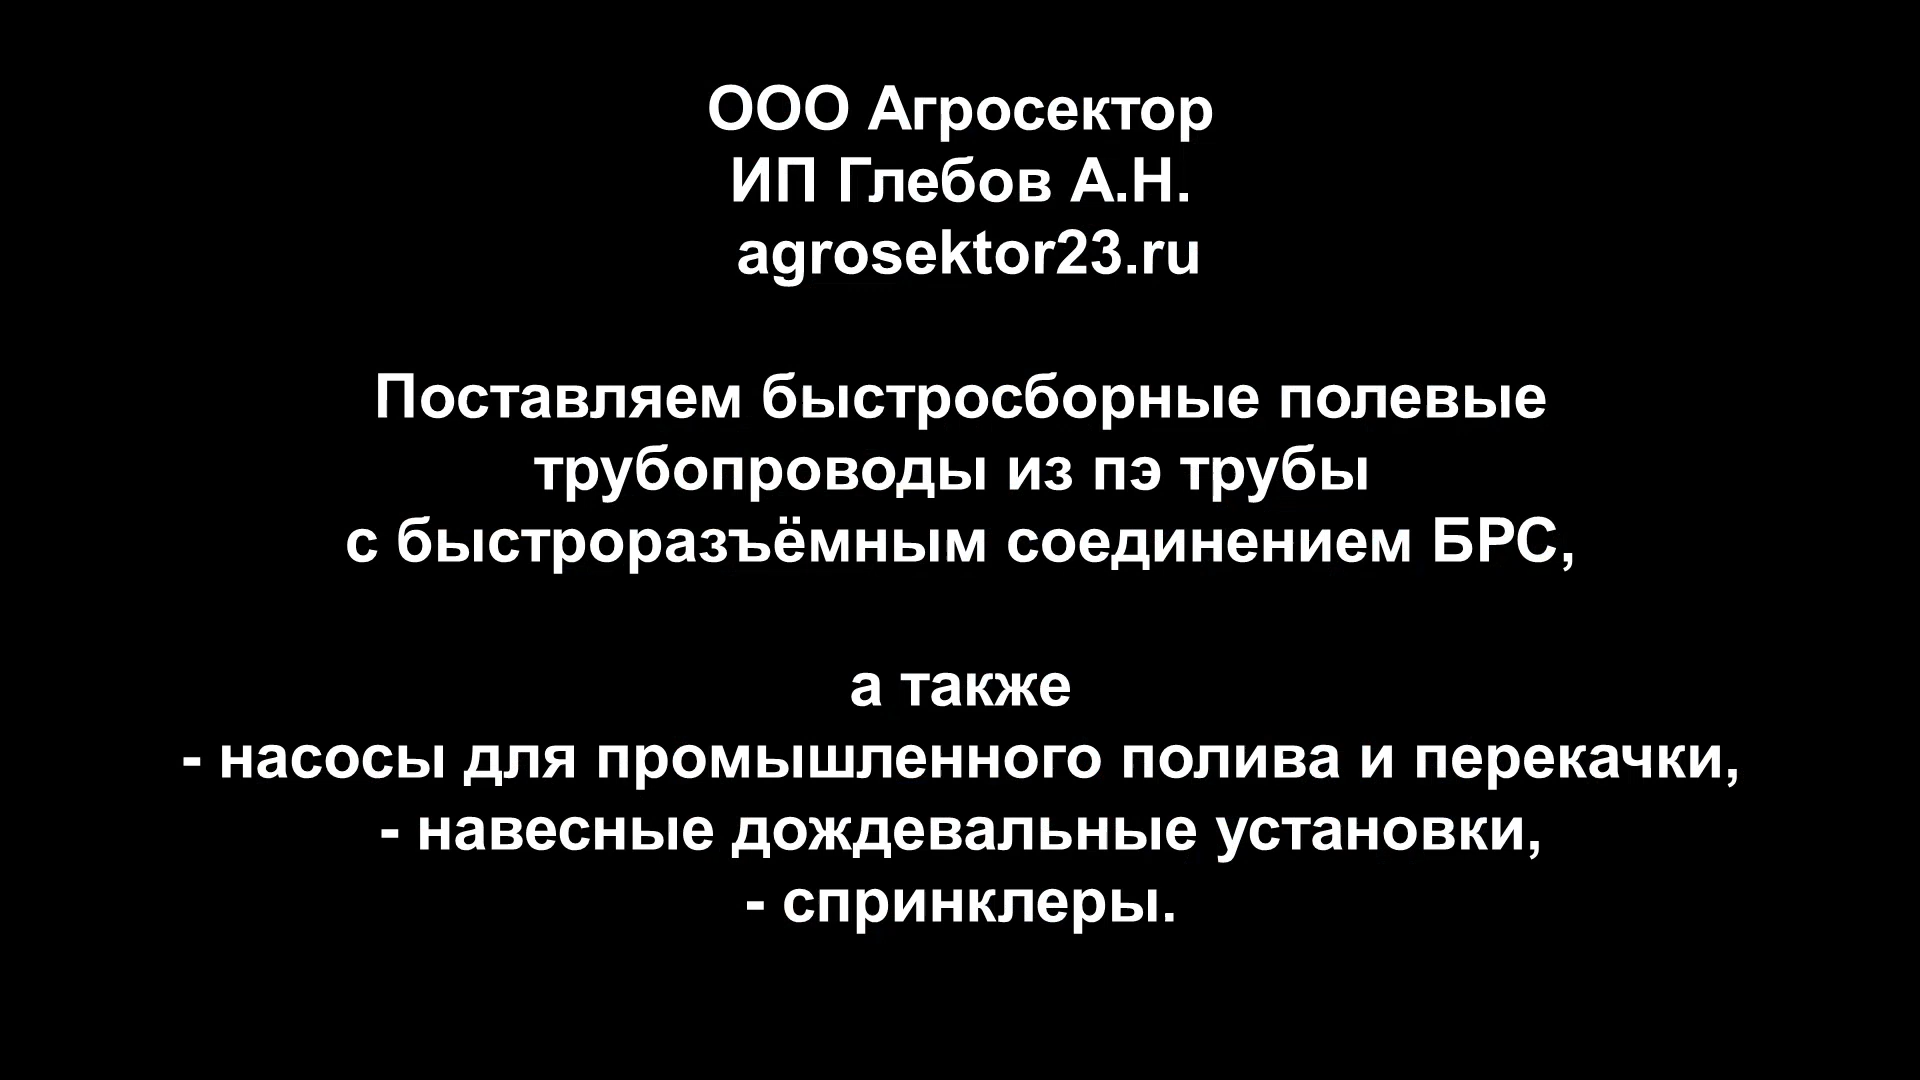 ООО Агросектор
ИП Глебов А.Н.
agrosektor23.ru
Поставляем быстросборные полевые
трубопроводы из пэ трубы
с быстроразъёмным соединением БРС,
а также
- насосы для промышленного полива и перекачки,
- навесные дождевальные установки,
- спринклеры.